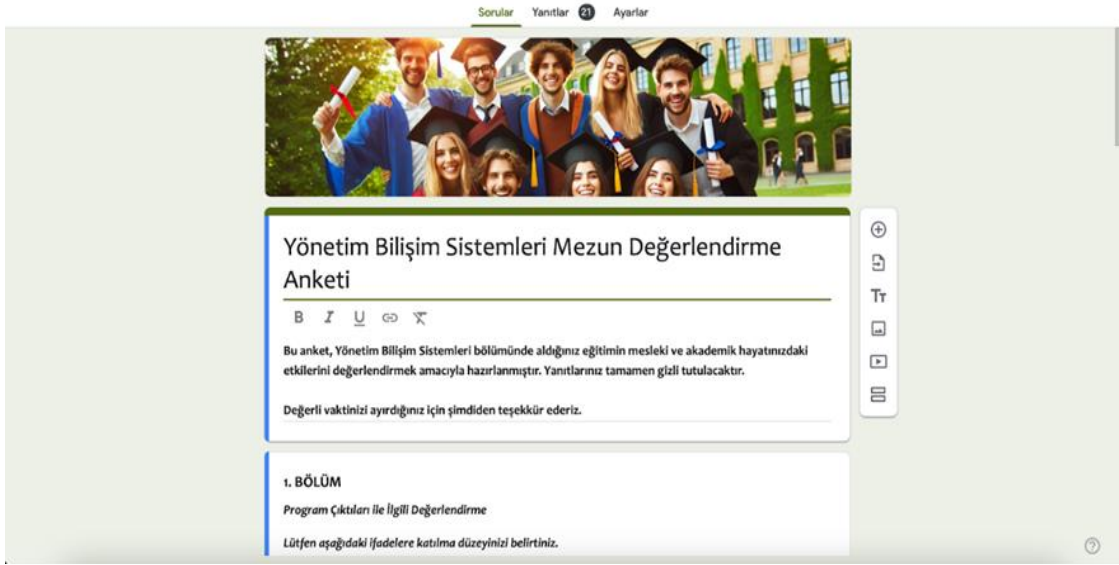 Sorular Yanıtlar 21 Ayarlar
Yönetim Bilişim Sistemleri Mezun Değerlendirme
Anketi
B I U
Tт
Bu anket, Yönetim Bilişim Sistemleri bölümünde aldığınız eğitimin mesleki ve akademik hayatınızdaki
etkilerini değerlendirmek amacıyla hazırlanmıştır. Yanıtlarınız tamamen gizli tutulacaktır.
Değerli vaktinizi ayırdığınız için şimdiden teşekkür ederiz.
1. BÖLÜM
Program Çıktıları ile İlgili Değerlendirme
Lütfen aşağıdaki ifadelere katılma düzeyinizi belirtiniz.